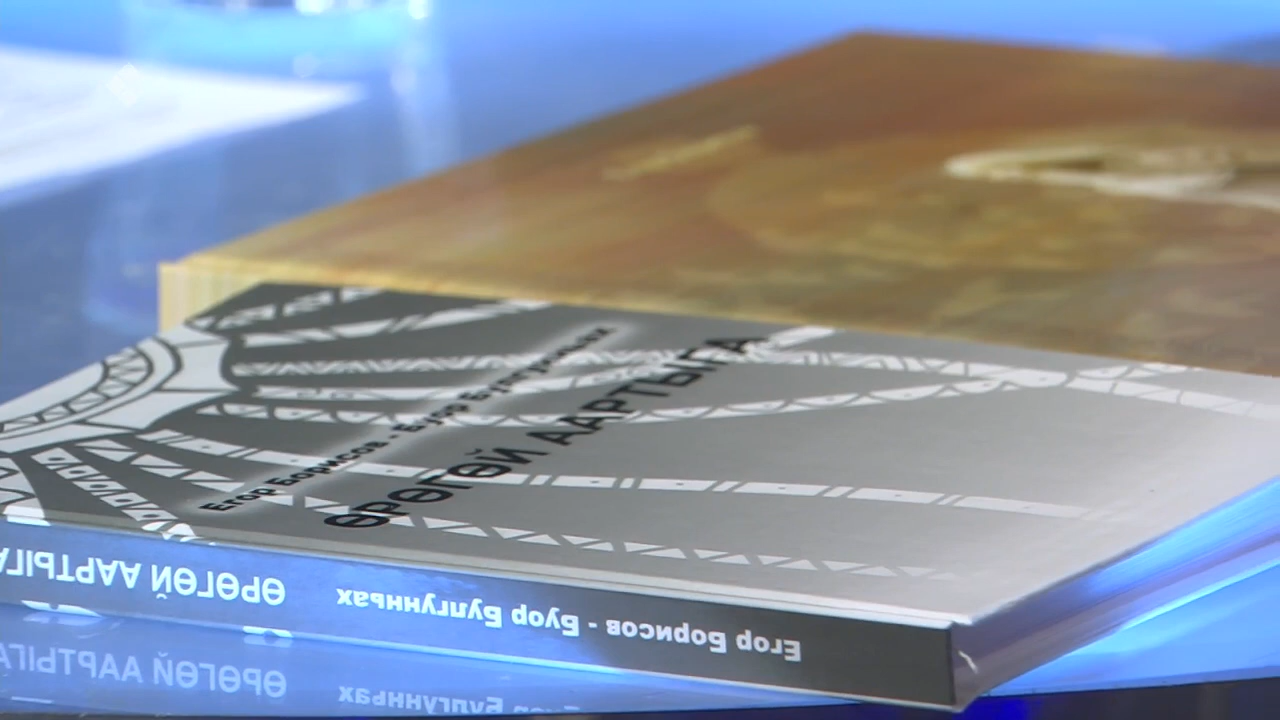 Егор Борисов - Буор Булгунньах
ӨРӨГӨЙ ААРТЫГА
Егор Борисов - Буор Булгунньах ӨРӨГӨЙ ААРТЫГА